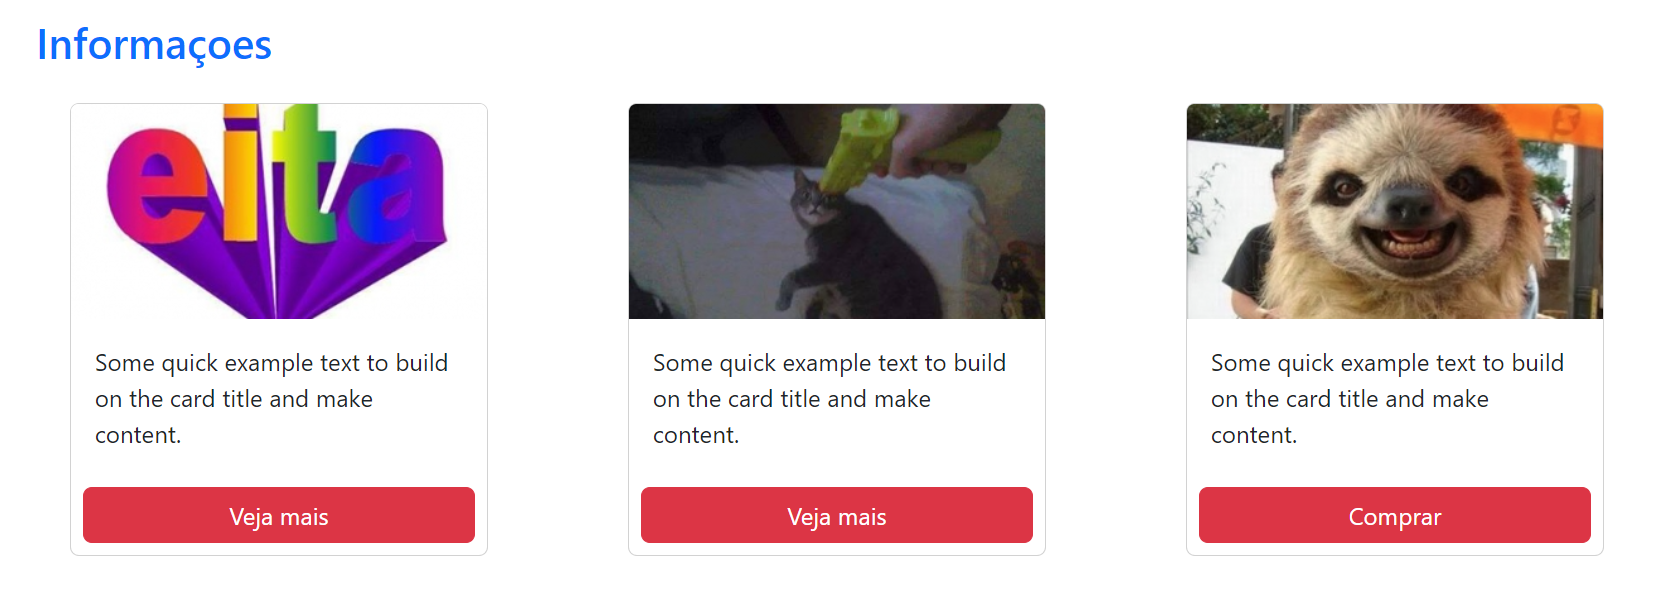 Informaçoes
eita
Some quick example text to build
on the card title and make
content.
Veja mais
Some quick example text to build
on the card title and make
content.
Veja mais
Some quick example text to build
on the card title and make
content.
Comprar